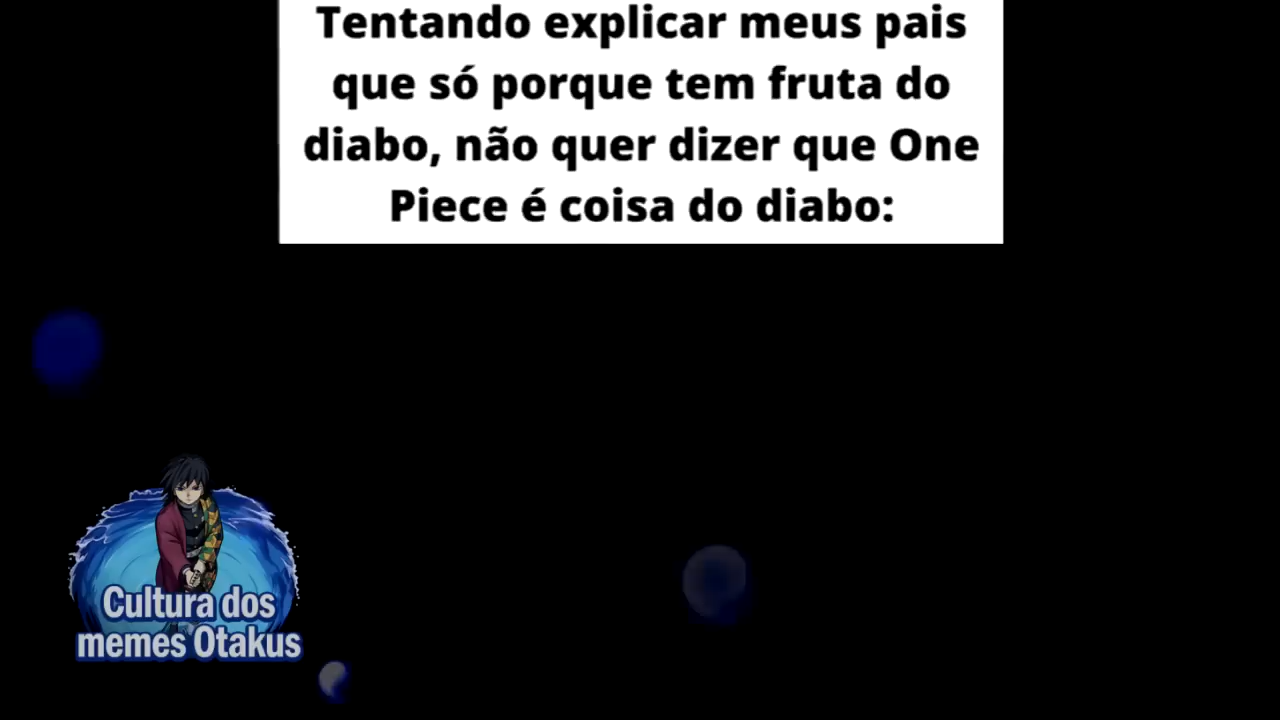 Tentando explicar meus pais
que só porque tem fruta do
diabo, não quer dizer que One
Piece é coisa do diabo:
Cultura dos
memes Otakus